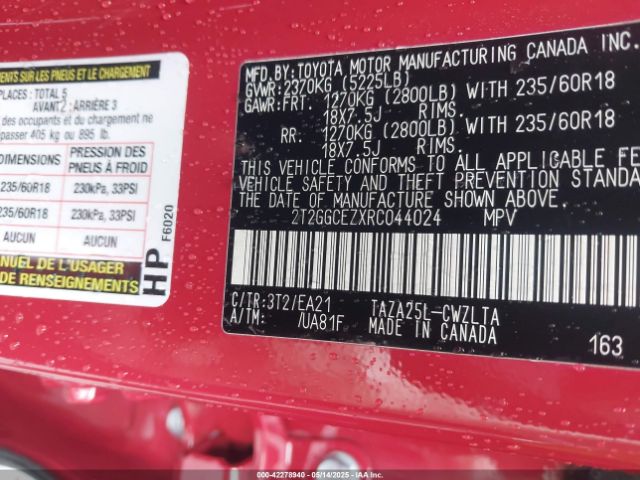 MENTS SUR LES PNEUS ET LE CHARGEMENT
PLACES: TOTAL 5
AVANT 2: ARRIÈRE 3
des occupants et du chargement ne
passer 405 kg ou 895 lb.
DIMENSIONS
PRESSION DES PNEUS À FROID
235/60R18
230kPa, 33PSI
235/60R18
230kPa, 33PSI
AUCUN
AUCUN
MANUEL DE L'USAGER
DE RENSEIGNEMENTS
HP
F6020
MFD.BY:TOYOTA MOTOR MANUFACTURING CANADA INC.
GVWR:2370KG (5225LB)
GAWR:FRT. 1270KG (2800LB) WITH 235/60R18
18X7.5J RIMS.
RR. 1270KG (2800LB) WITH 235/60R18
18X7.5J RIMS.
THIS VEHICLE CONFORMS TO ALL APPLICABLE FE
VEHICLE SAFETY AND THEFT PREVENTION STANDA
DATE OF MANUFACTURE SHOWN ABOVE.
2T2GGCEZXRC044024 MPV
C/TR:3T2/EA21 TAZA25L-CWZLTA
A/TM: /UA81F MADE IN CANADA
163
000-42278940 - 05/14/2025 - IAAI.COM